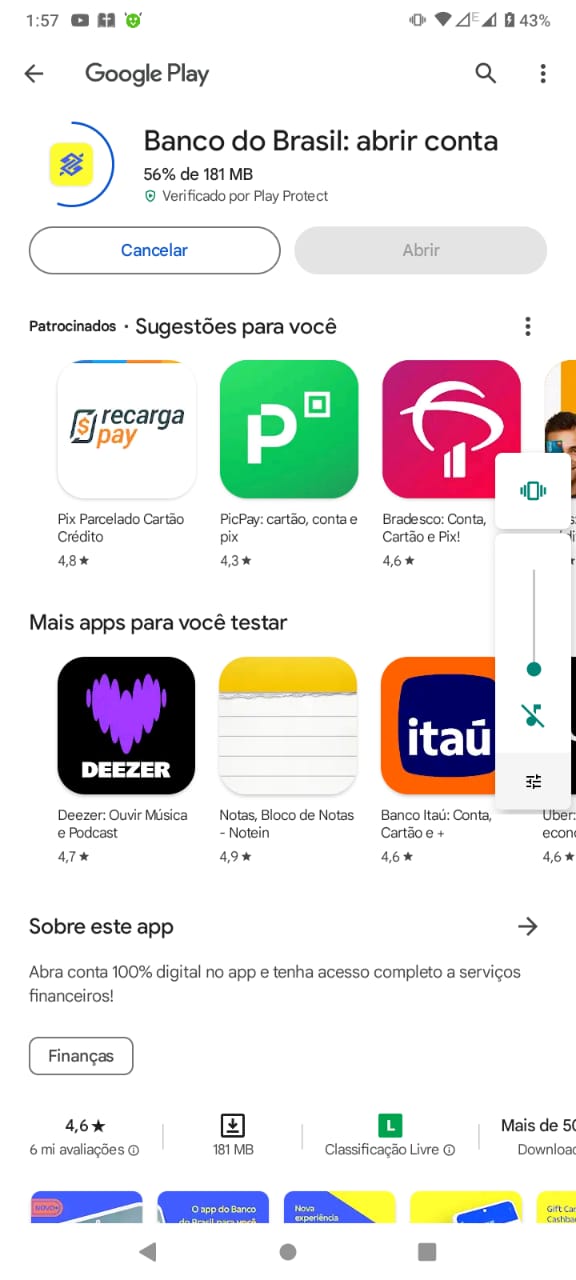 1:57
43%
Google Play
Banco do Brasil: abrir conta
56% de 181 MB
Verificado por Play Protect
Cancelar
Abrir
Patrocinados • Sugestões para você
recarga
pay
P
Pix Parcelado Cartão
Crédito
4,8★
PicPay: cartão, conta e
pix
4,3★
Bradesco: Conta,
Cartão e Pix!
4,6★
Mais apps para você testar
DEEZER
itaú
Deezer: Ouvir Música
e Podcast
4,7★
Notas, Bloco de Notas
- Notein
4,9★
Banco Itaú: Conta,
Cartão e +
4,6★
Uber:
econ
4,6★
Sobre este app
Abra conta 100% digital no app e tenha acesso completo a serviços
financeiros!
Finanças
4,6★
6 mi avaliações
181 MB
L
Classificação Livre
Mais de 50
Downloa
NOVO
O app do Banco
do Brasil para você
Nova
experiência
Gift Car
Cashba